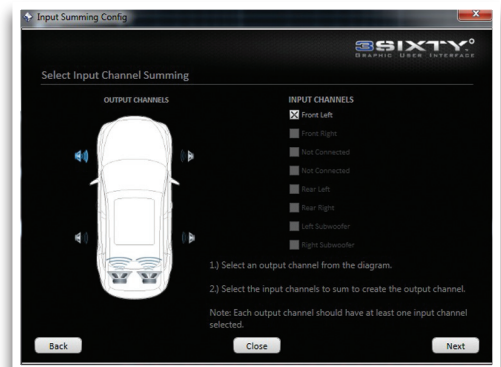 Input Summing Config
x
3SIXTY.°
GRAPHIC USER INTERFACE
Select Input Channel Summing
OUTPUT CHANNELS
INPUT CHANNELS
Front Left
Front Right
Not Connected
Not Connected
Rear Left
Rear Right
Left Subwoofer
Right Subwoofer
1.) Select an output channel from the diagram.
2.) Select the input channels to sum to create the output channel.
Note: Each output channel should have at least one input channel
selected.
Back
Close
Next